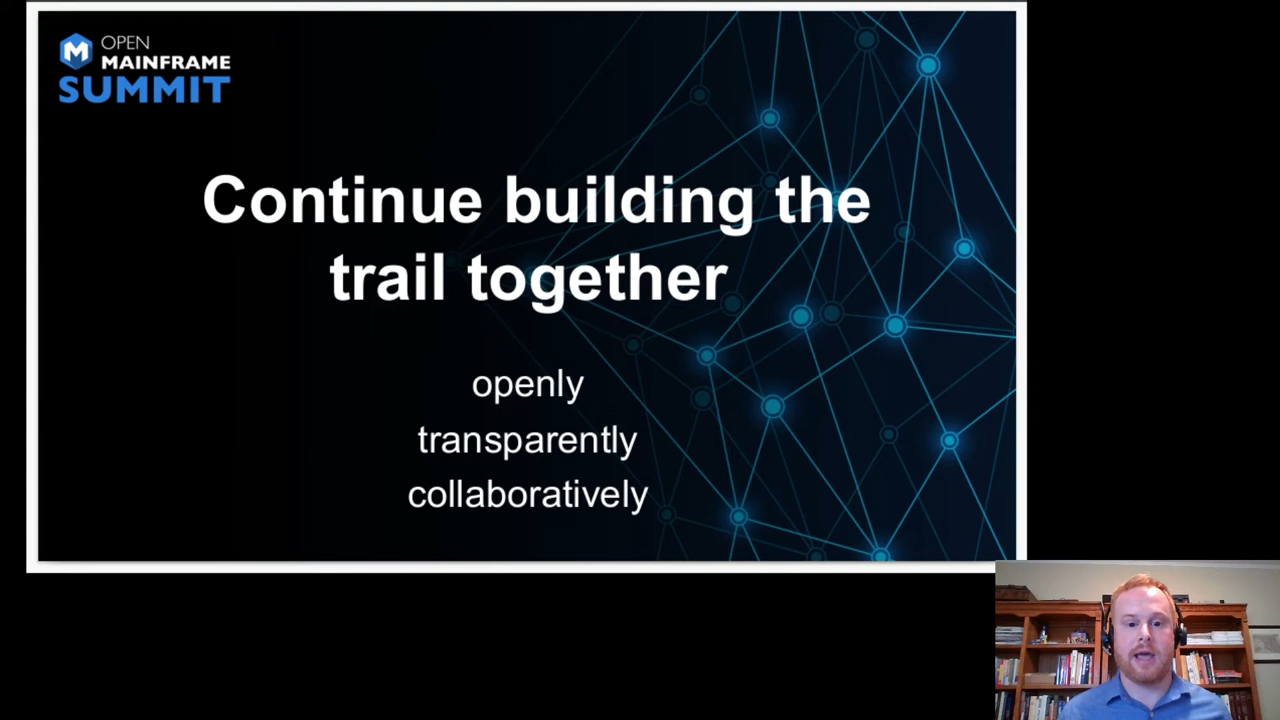 OPEN
MAINFRAME
SUMMIT
Continue building the
trail together
openly
transparently
collaboratively